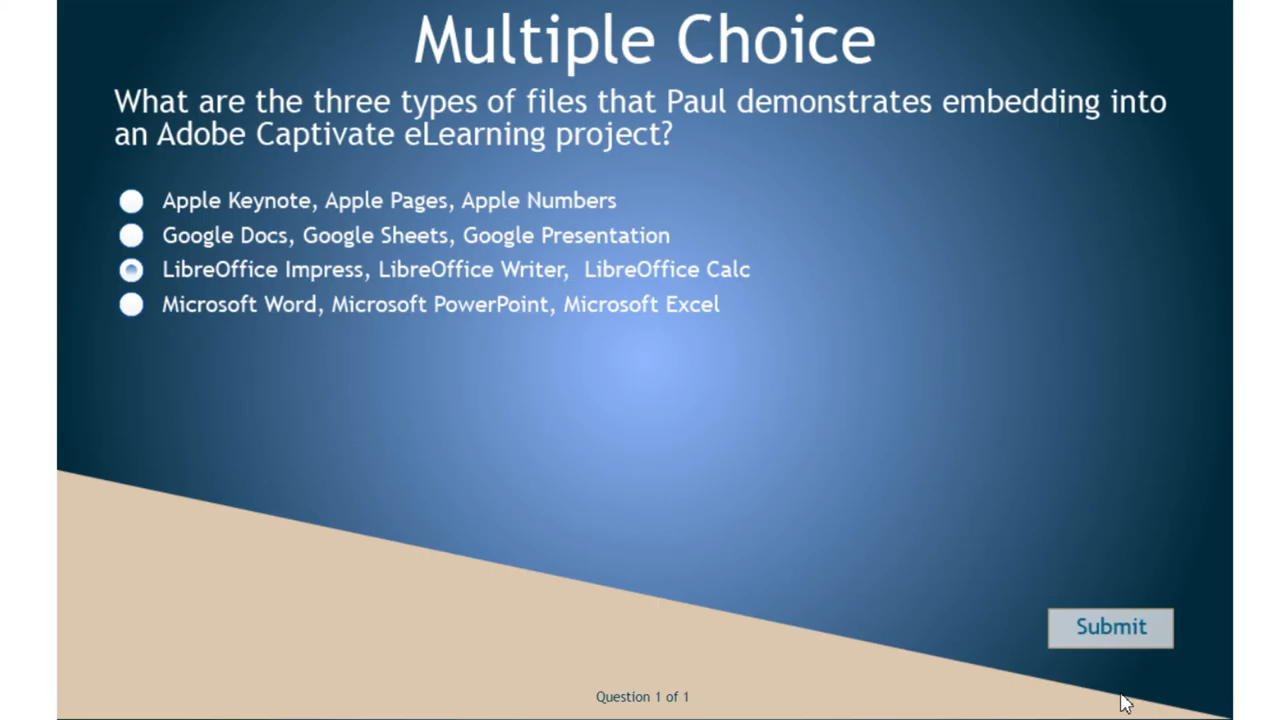 Multiple Choice
What are the three types of files that Paul demonstrates embedding into
an Adobe Captivate eLearning project?
Apple Keynote, Apple Pages, Apple Numbers
Google Docs, Google Sheets, Google Presentation
LibreOffice Impress, LibreOffice Writer,  LibreOffice Calc
Microsoft Word, Microsoft PowerPoint, Microsoft Excel
Submit
Question 1 of 1